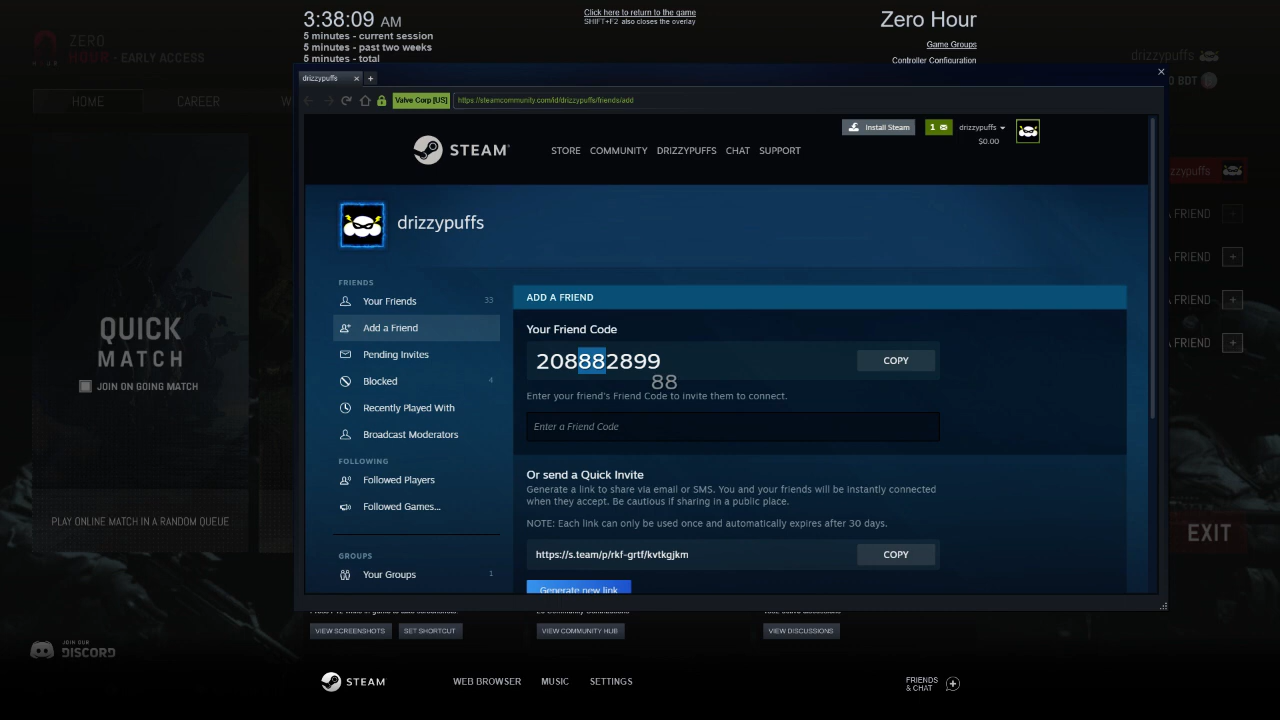 3:38:09 AM
5 minutes - current session
5 minutes - past two weeks
5 minutes - total
Click here to return to the game
SHIFT+F2 also closes the overlay
Zero Hour
Game Groups
Controller Configuration
ZERO
HOUR - EARLY ACCESS
drizzypuffs
BOT
HOME
CAREER
W
drizzypuffs
Valve Corp [US]
https://steamcommunity.com/id/drizzypuffs/friends/add
Install Steam
1
drizzypuffs
$0.00
STEAM
STORE
COMMUNITY
DRIZZYPUFFS
CHAT
SUPPORT
drizzypuffs
zzypuffs
FRIENDS
Your Friends
33
Add a Friend
Pending Invites
Blocked
4
Recently Played With
Broadcast Moderators
FOLLOWING
Followed Players
Followed Games...
GROUPS
Your Groups
1
ADD A FRIEND
Your Friend Code
208882899
COPY
88
Enter your friend's Friend Code to invite them to connect.
Enter a Friend Code
Or send a Quick Invite
Generate a link to share via email or SMS. You and your friends will be instantly connected
when they accept. Be cautious if sharing in a public place.
NOTE: Each link can only be used once and automatically expires after 30 days.
https://s.team/p/rkf-grtf/kvtkgjkm
COPY
Generate new link
A FRIEND
A FRIEND
A FRIEND
A FRIEND
QUICK
MATCH
JOIN ON GOING MATCH
PLAY ONLINE MATCH IN A RANDOM QUEUE
EXIT
VIEW SCREENSHOTS
SET SHORTCUT
VIEW COMMUNITY HUB
VIEW DISCUSSIONS
JOIN OUR
DISCORD
STEAM
WEB BROWSER
MUSIC
SETTINGS
FRIENDS
& CHAT